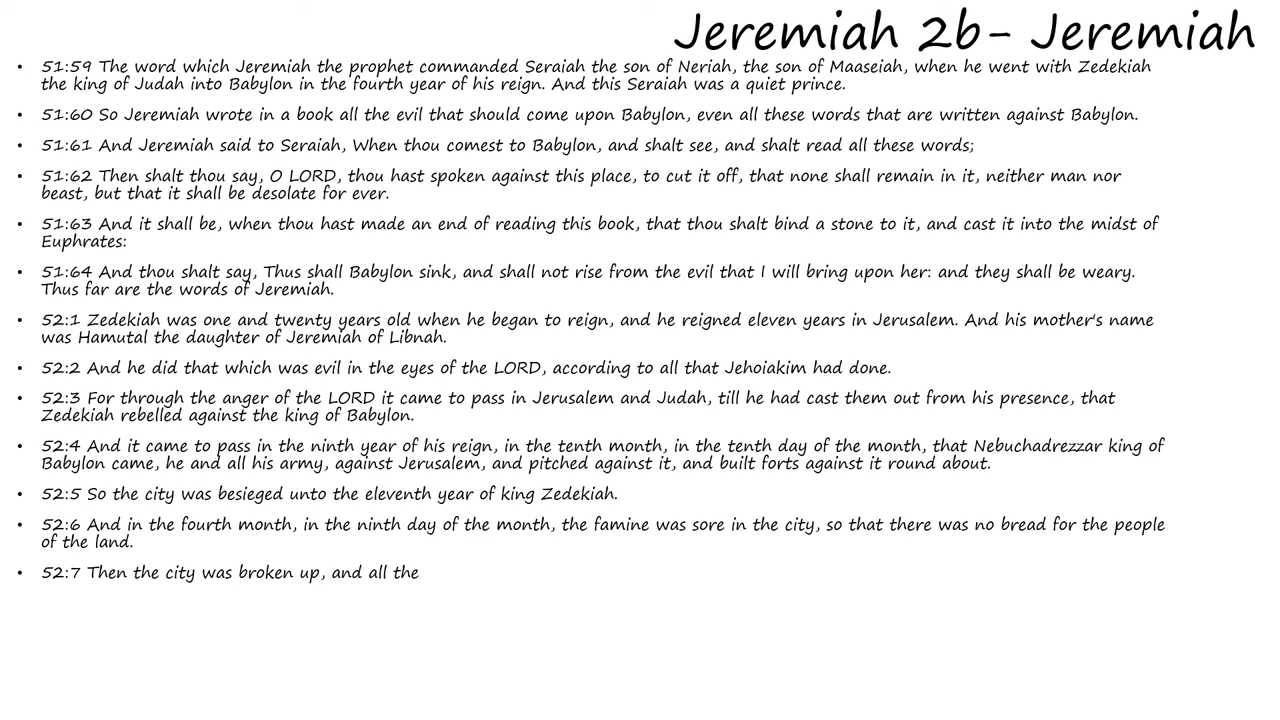 Jeremiah 2b- Jeremiah
• 51:59 The word which Jeremiah the prophet commanded Seraiah the son of Neriah, the son of Maaseiah, when he went with Zedekiah
the king of Judah into Babylon in the fourth year of his reign. And this Seraiah was a quiet prince.
• 51:60 So Jeremiah wrote in a book all the evil that should come upon Babylon, even all these words that are written against Babylon.
• 51:61 And Jeremiah said to Seraiah, When thou comest to Babylon, and shalt see, and shalt read all these words;
• 51:62 Then shalt thou say, O LORD, thou hast spoken against this place, to cut it off, that none shall remain in it, neither man nor
beast, but that it shall be desolate for ever.
• 51:63 And it shall be, when thou hast made an end of reading this book, that thou shalt bind a stone to it, and cast it into the midst of
Euphrates:
• 51:64 And thou shalt say, Thus shall Babylon sink, and shall not rise from the evil that I will bring upon her: and they shall be weary.
Thus far are the words of Jeremiah.
• 52:1 Zedekiah was one and twenty years old when he began to reign, and he reigned eleven years in Jerusalem. And his mother's name
was Hamutal the daughter of Jeremiah of Libnah.
• 52:2 And he did that which was evil in the eyes of the LORD, according to all that Jehoiakim had done.
• 52:3 For through the anger of the LORD it came to pass in Jerusalem and Judah, till he had cast them out from his presence, that
Zedekiah rebelled against the king of Babylon.
• 52:4 And it came to pass in the ninth year of his reign, in the tenth month, in the tenth day of the month, that Nebuchadrezzar king of
Babylon came, he and all his army, against Jerusalem, and pitched against it, and built forts against it round about.
• 52:5 So the city was besieged unto the eleventh year of king Zedekiah.
• 52:6 And in the fourth month, in the ninth day of the month, the famine was sore in the city, so that there was no bread for the people
of the land.
• 52:7 Then the city was broken up, and all the